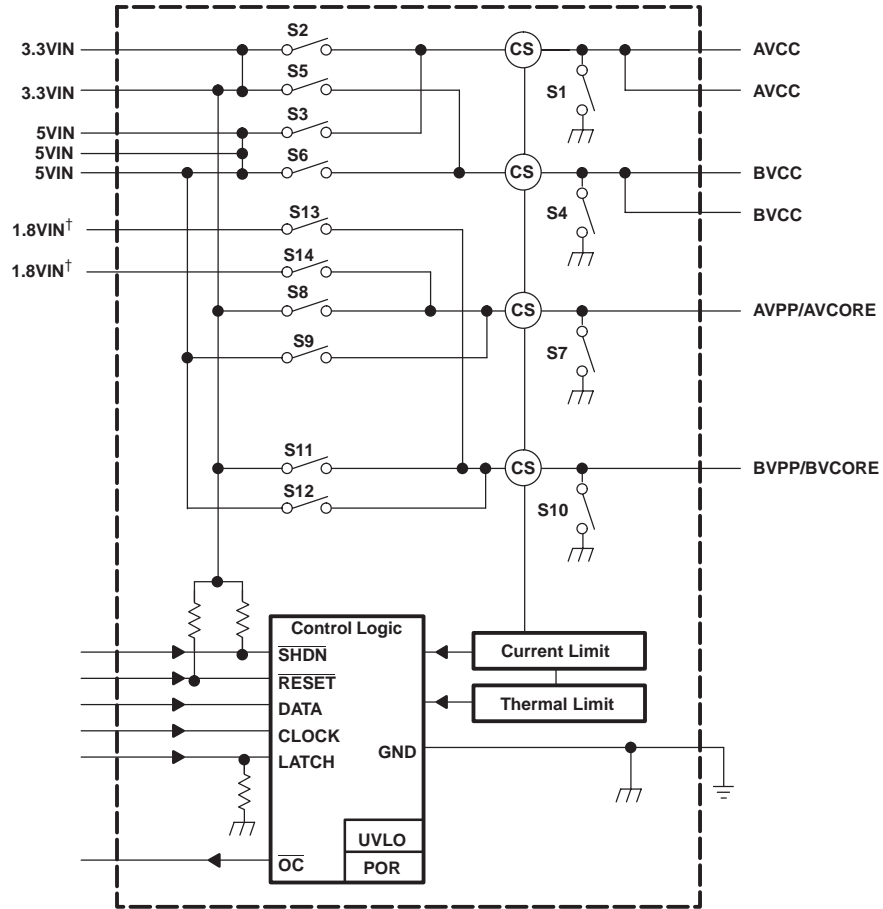 S2
3.3VIN
CS
AVCC
S5
3.3VIN
S1
AVCC
S3
5VIN
5VIN
S6
5VIN
CS
BVCC
S13
S4
BVCC
1.8VIN†
S14
1.8VIN†
S8
CS
AVPP/AVCORE
S9
S7
S11
CS
BVPP/BVCORE
S12
S10
Control Logic
SHDN
Current Limit
RESET
Thermal Limit
DATA
CLOCK
GND
LATCH
UVLO
OC
POR